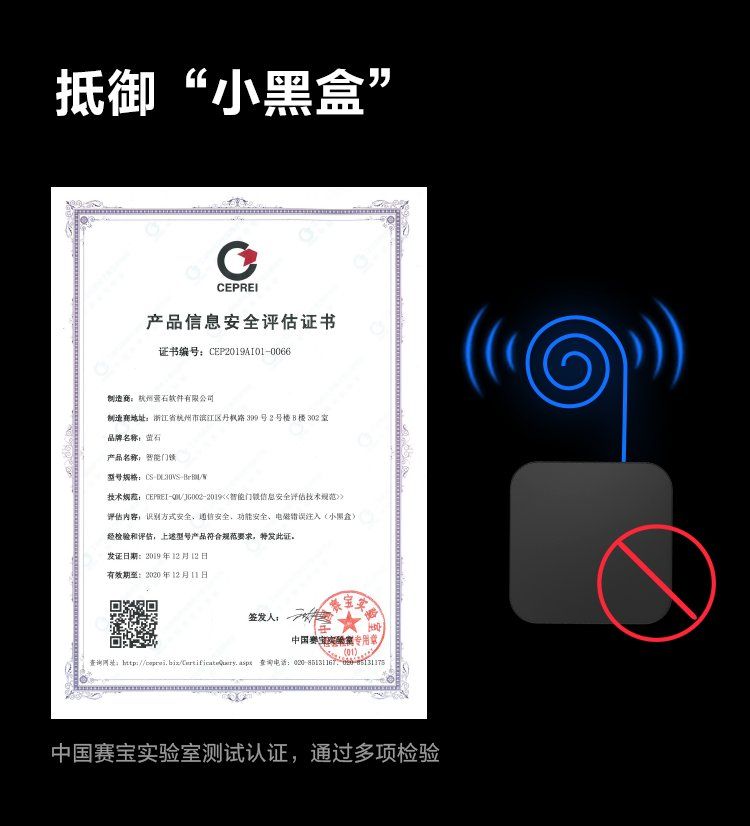 抵御“小黑盒”
CEPREI
产品信息安全评估证书
证书编号：CEP2019AI01-0066
制造商：杭州萤石软件有限公司
制造商地址：浙江省杭州市滨江区丹枫路 399 号 2 号楼 B 楼 302 室
品牌名称：萤石
产品名称：智能门锁
型号规格：CS-DL30VS-BrBM/W
技术规范：CEPREI-QM/JG002-2019<<智能门锁信息安全评估技术规范>>
评估内容：识别方式安全、通信安全、功能安全、电磁错误注入（小黑盒）
经检验和评估，上述型号产品符合规范要求，特发此证。
发证日期：2019 年 12 月 12 日
有效期至：2020 年 12 月 11 日
签发人：
中国赛宝实验室
中国赛宝实验室
(01)
查询网址：http://ceprei.biz/CertificateQuery.aspx 查询电话：020-85131167、020-85131175
中国赛宝实验室测试认证，通过多项检验